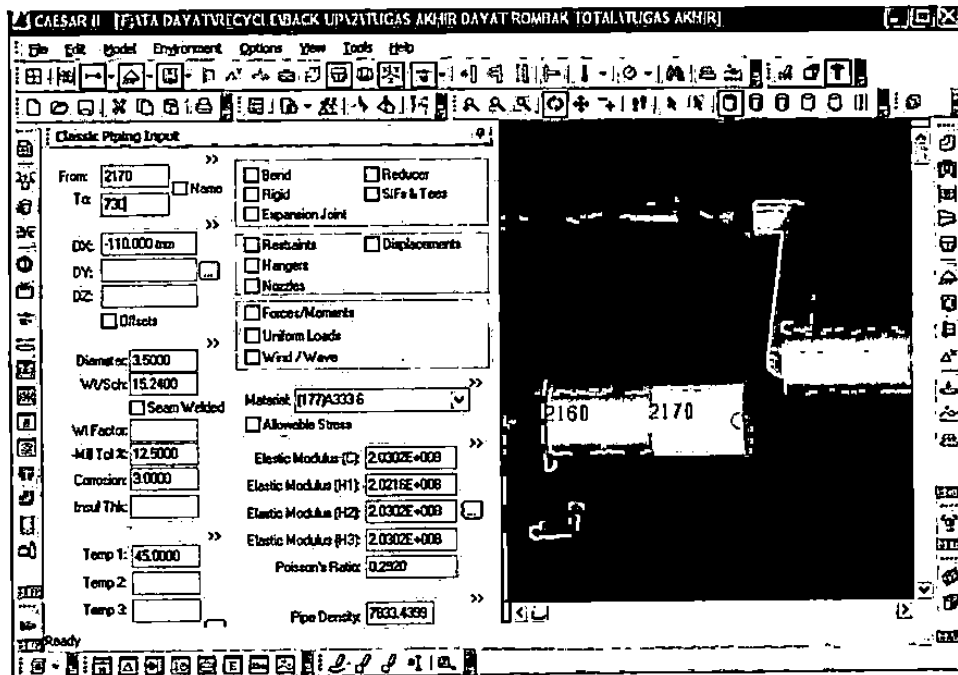 CAESAR II - [F:\TA DAYAT\RECYCLE\BACK UP\2\TUGAS AKHIR DAYAT ROMBAK TOTAL\TUGAS AKHIR]
File Edit Model Environment Options View Tools Help
Classic Piping Input
From: 2170
To: 730
Name
DX: -110.000 mm
DY:
DZ:
Offsets
Diameter: 3.5000
Wt/Sch: 15.2400
Seam Welded
WI Factor:
-Mill Tol %: 12.5000
Corrosion: 3.0000
Insul Thk:
Temp 1: 45.0000
Temp 2:
Temp 3:
Bend
Reducer
Rigid
SIFs & Tees
Expansion Joint
Restraints
Displacements
Hangers
Nozzles
Forces/Moments
Uniform Loads
Wind / Wave
Material: (177)A333 6
Allowable Stress
Elastic Modulus (C): 2.0302E+008
Elastic Modulus (H1): 2.0216E+008
Elastic Modulus (H2): 2.0302E+008
Elastic Modulus (H3): 2.0302E+008
Poisson's Ratio: 0.2920
Pipe Density: 7833.4399
2160 2170
Ready